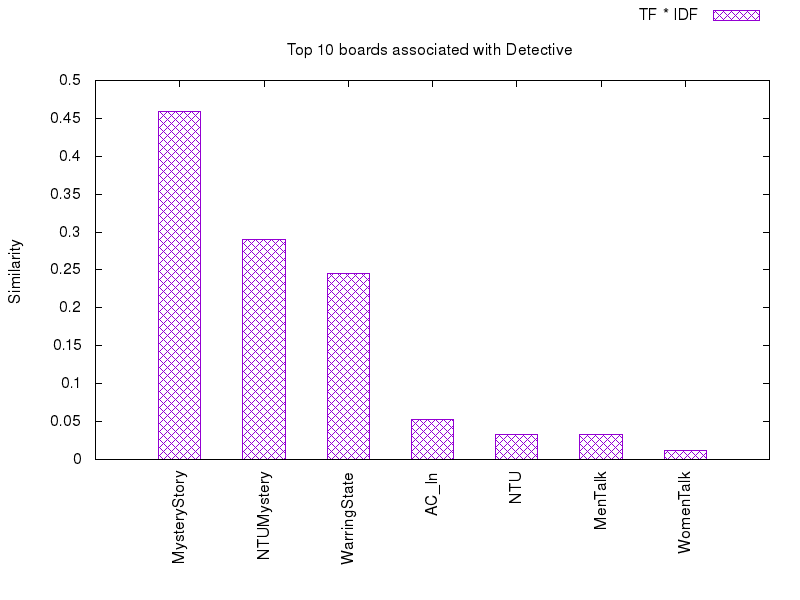 TF * IDF
Top 10 boards associated with Detective
0.5
0.45
0.4
0.35
0.3
0.25
0.2
0.15
0.1
0.05
0
Similarity
MysteryStory
NTUMystery
WarringState
AC_In
NTU
MenTalk
WomenTalk